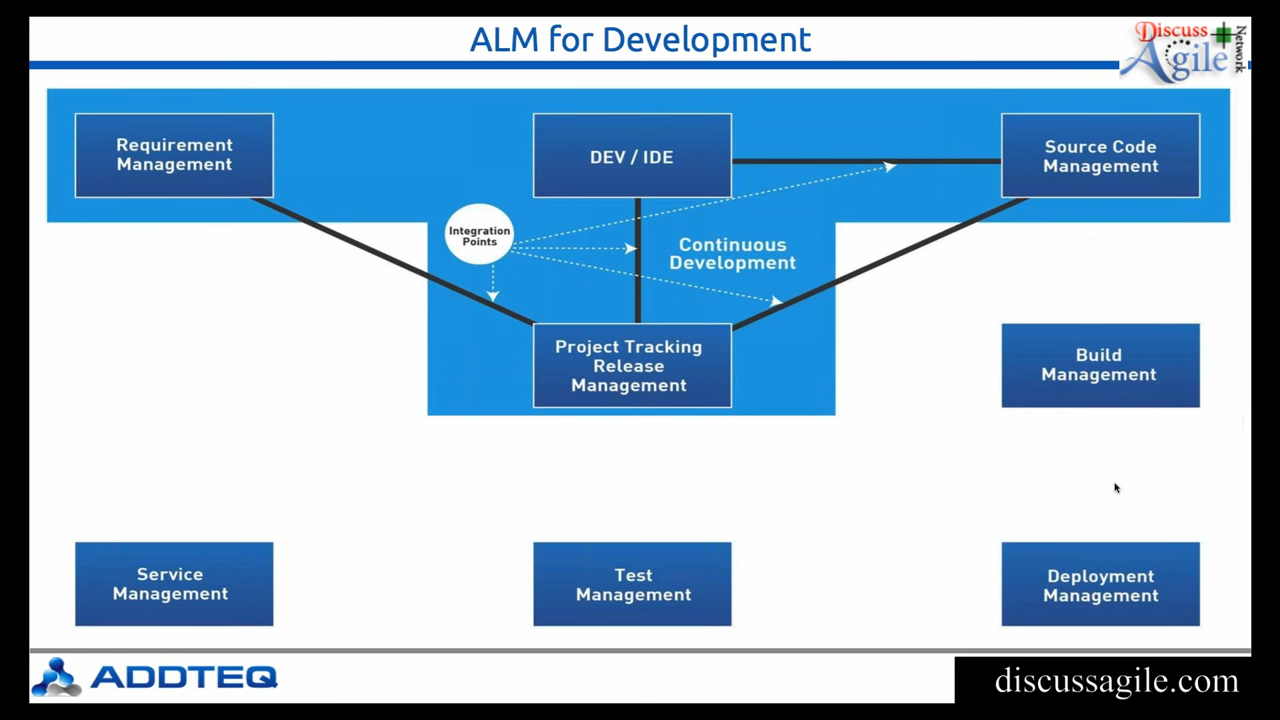 ALM for Development
Discuss
Agile
Network
Requirement
Management
DEV / IDE
Source Code
Management
Integration
Points
Continuous
Development
Project Tracking
Release
Management
Build
Management
Service
Management
Test
Management
Deployment
Management
ADDTEQ
discussagile.com